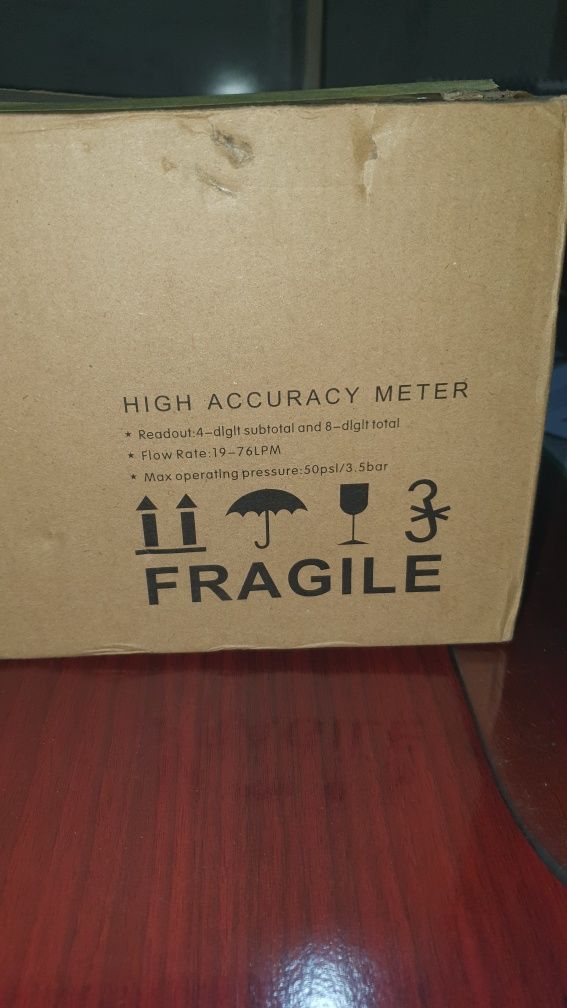 HIGH ACCURACY METER
★ Readout:4-digit subtotal and 8-digit total
★ Flow Rate:19-76LPM
★ Max operating pressure:50psi/3.5bar
FRAGILE